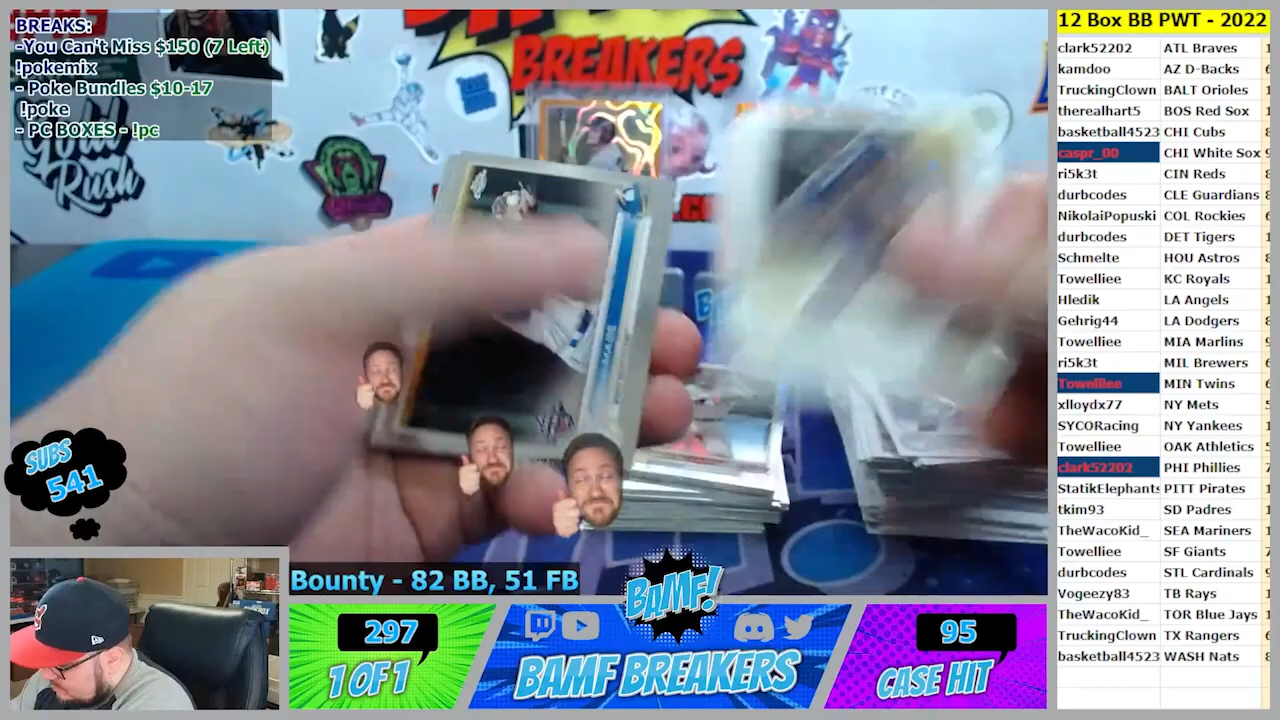 BREAKS:
-You Can't Miss $150 (7 Left)
!pokemix
- Poke Bundles $10-17
!poke
- PC BOXES - !pc
BREAKERS
Loud
Rush
SUBS
541
Bounty - 82 BB, 51 FB
BAMF!
297
1 OF 1
BAMF BREAKERS
95
CASE HIT
12 Box BB PWT - 2022
clark52202 ATL Braves
kamdoo AZ D-Backs
TruckingClown BALT Orioles
therealhart5 BOS Red Sox
basketball4523 CHI Cubs
caspr_00 CHI White Sox
ri5k3t CIN Reds
durbcodes CLE Guardians
NikolaiPopuski COL Rockies
durbcodes DET Tigers
Schmelte HOU Astros
Towelliee KC Royals
Hledik LA Angels
Gehrig44 LA Dodgers
Towelliee MIA Marlins
ri5k3t MIL Brewers
Towelliee MIN Twins
xlloydx77 NY Mets
SYCORacing NY Yankees
Towelliee OAK Athletics
clark52202 PHI Phillies
StatikElephants PITT Pirates
tkim93 SD Padres
TheWacoKid_ SEA Mariners
Towelliee SF Giants
durbcodes STL Cardinals
Vogeezy83 TB Rays
TheWacoKid_ TOR Blue Jays
TruckingClown TX Rangers
basketball4523 WASH Nats